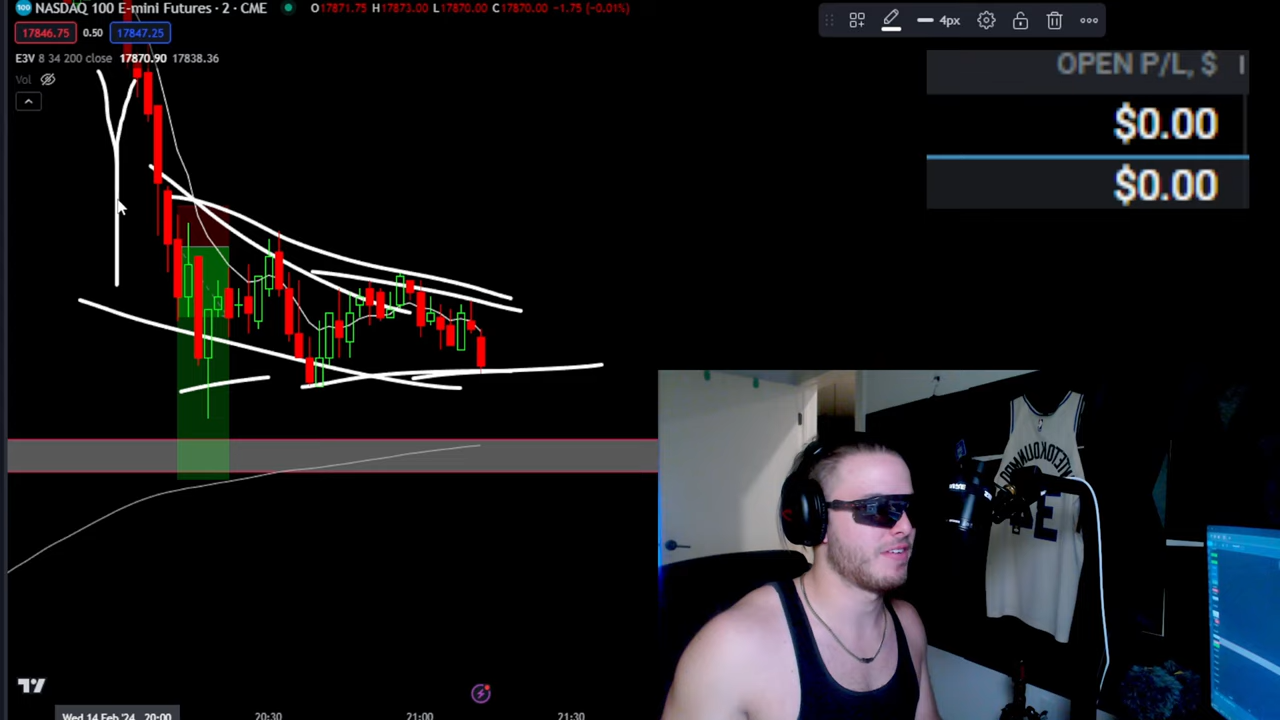 NASDAQ 100 E-mini Futures · 2 · CME O17871.75 H17873.00 L17870.00 C17870.00 -1.75 (-0.01%)
17846.75 0.50 17847.25
E3V 8 34 200 close 17870.90 17838.36
Vol
4px
OPEN P/L, $
$0.00
$0.00
Wed 14 Feb '24 20:00 20:30 21:00 21:30